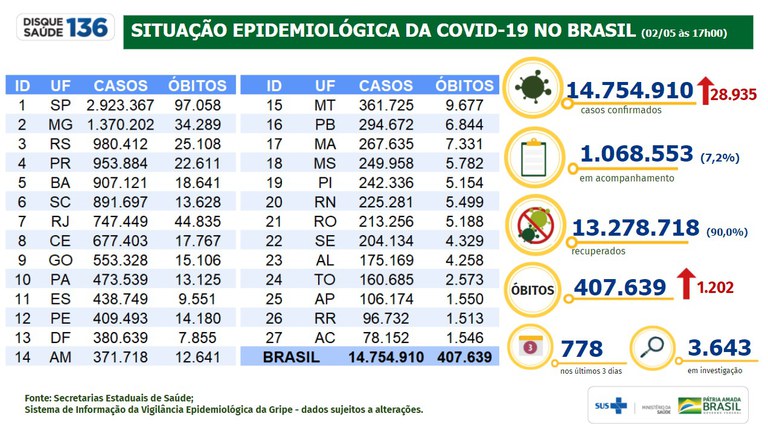 DISQUE
SAÚDE 136
SITUAÇÃO EPIDEMIOLÓGICA DA COVID-19 NO BRASIL (02/05 às 17h00)
ID UF CASOS ÓBITOS
1 SP 2.923.367 97.058
2 MG 1.370.202 34.289
3 RS 980.412 25.108
4 PR 953.884 22.611
5 BA 907.121 18.641
6 SC 891.697 13.628
7 RJ 747.449 44.835
8 CE 677.403 17.767
9 GO 553.328 15.106
10 PA 473.539 13.125
11 ES 438.749 9.551
12 PE 409.493 14.180
13 DF 380.639 7.855
14 AM 371.718 12.641
ID UF CASOS ÓBITOS
15 MT 361.725 9.677
16 PB 294.672 6.844
17 MA 267.635 7.331
18 MS 249.958 5.782
19 PI 242.336 5.154
20 RN 225.281 5.499
21 RO 213.256 5.188
22 SE 204.134 4.329
23 AL 175.169 4.258
24 TO 160.685 2.573
25 AP 106.174 1.550
26 RR 96.732 1.513
27 AC 78.152 1.546
BRASIL 14.754.910 407.639
14.754.910 28.935
casos confirmados
1.068.553 (7,2%)
em acompanhamento
13.278.718 (90,0%)
recuperados
ÓBITOS 407.639 1.202
3 778
nos últimos 3 dias
3.643
em investigação
Fonte: Secretarias Estaduais de Saúde;
Sistema de Informação da Vigilância Epidemiológica da Gripe - dados sujeitos a alterações.
SUS
MINISTÉRIO DA
SAÚDE
PÁTRIA AMADA
BRASIL